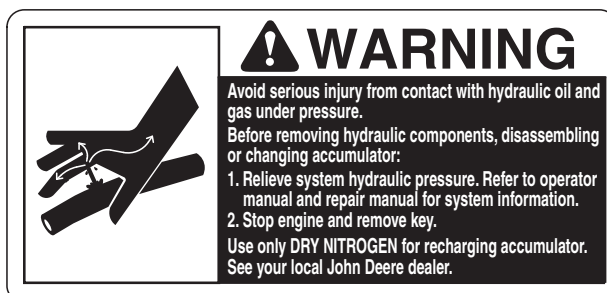 WARNING
Avoid serious injury from contact with hydraulic oil and
gas under pressure.
Before removing hydraulic components, disassembling
or changing accumulator:
1. Relieve system hydraulic pressure. Refer to operator
manual and repair manual for system information.
2. Stop engine and remove key.
Use only DRY NITROGEN for recharging accumulator.
See your local John Deere dealer.